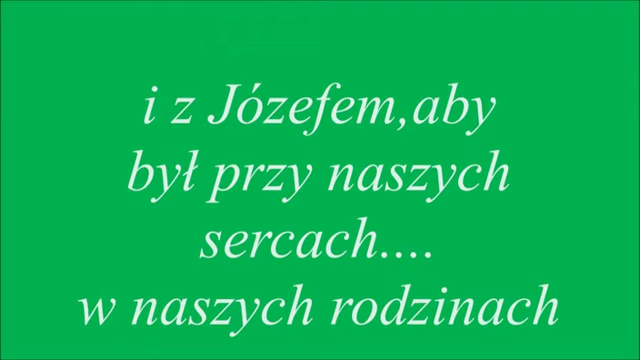 i z Józefem,aby
był przy naszych
sercach....
w naszych rodzinach